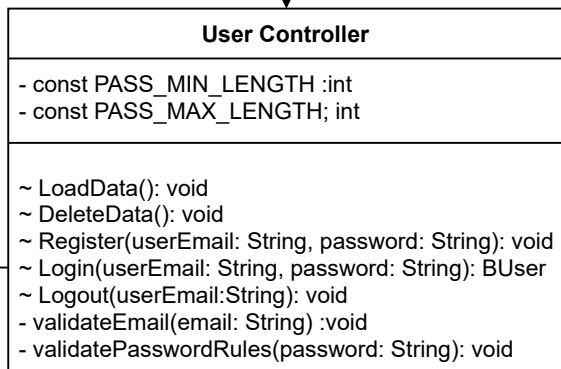 User Controller
- const PASS_MIN_LENGTH :int
- const PASS_MAX_LENGTH; int
~ LoadData(): void
~ DeleteData(): void
~ Register(userEmail: String, password: String): void
~ Login(userEmail: String, password: String): BUser
~ Logout(userEmail:String): void
- validateEmail(email: String) :void
- validatePasswordRules(password: String): void